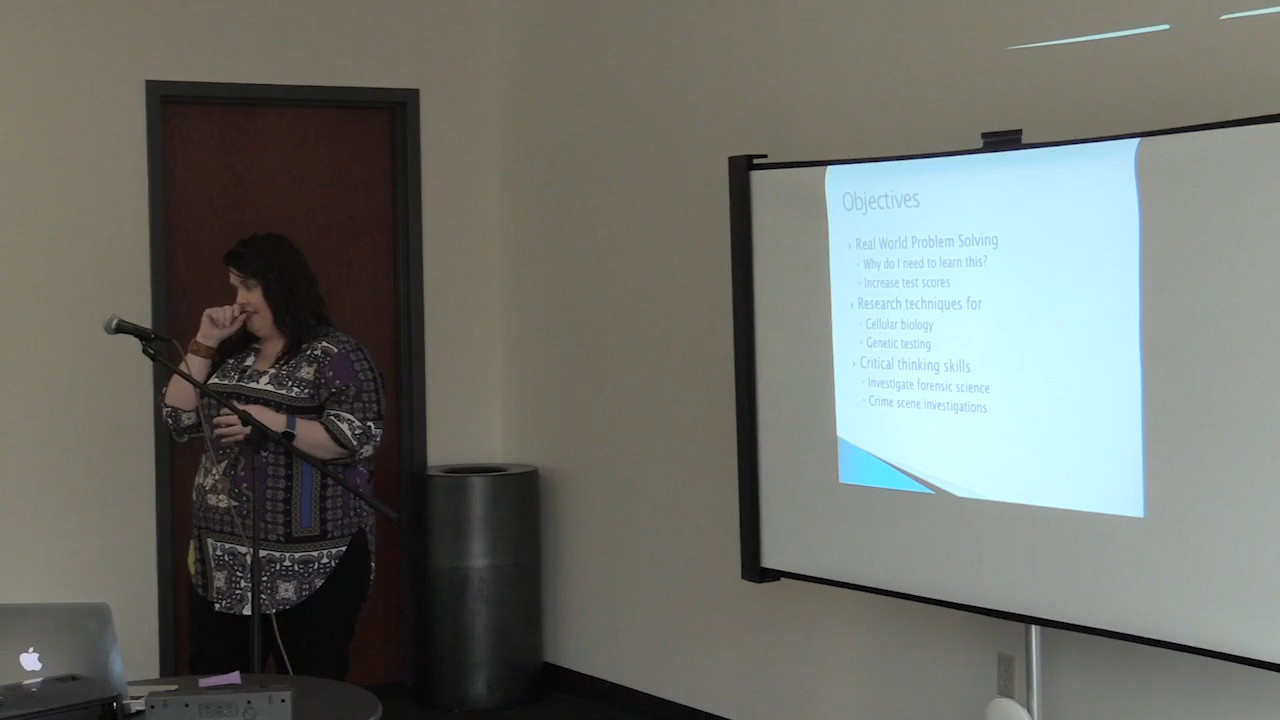 Objectives
Real World Problem Solving
Why do I need to learn this?
Increase test scores
Research techniques for
Cellular biology
Genetic testing
Critical thinking skills
Investigate forensic science
Crime scene investigations